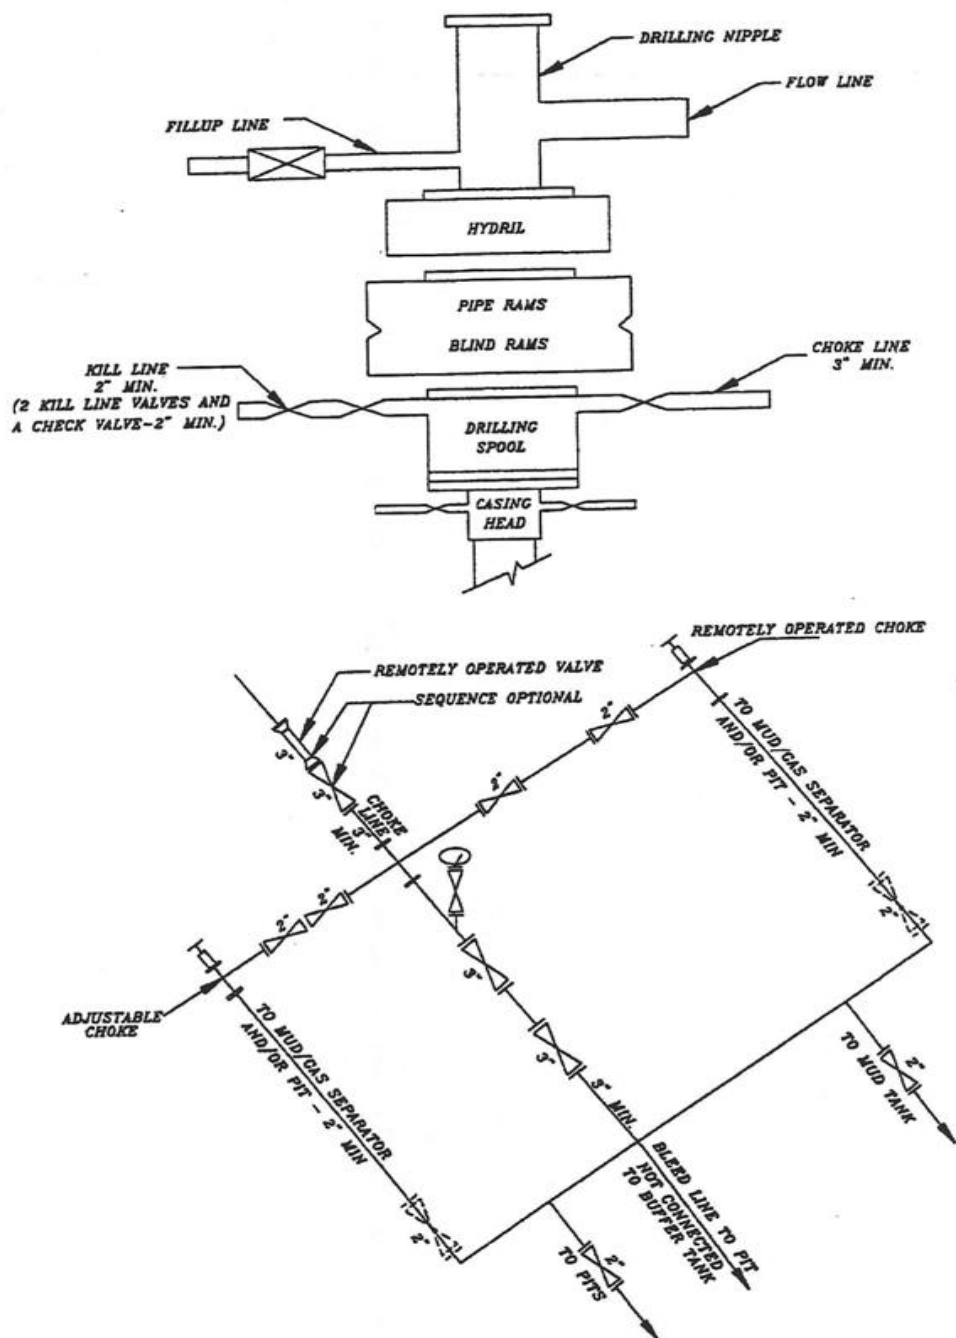 DRILLING NIPPLE
FLOW LINE
FILLUP LINE
HYDRIL
PIPE RAMS
BLIND RAMS
KILL LINE
2" MIN.
(2 KILL LINE VALVES AND
A CHECK VALVE-2" MIN.)
CHOKE LINE
3" MIN.
DRILLING
SPOOL
CASING
HEAD
REMOTELY OPERATED CHOKE
REMOTELY OPERATED VALVE
SEQUENCE OPTIONAL
3"
3"
CHOKE
LINE
3"
MIN.
2"
2"
TO MUD/GAS SEPARATOR
AND/OR PIT - 2" MIN
2"
2"
2"
3"
3"
3" MIN.
ADJUSTABLE
CHOKE
TO MUD/GAS SEPARATOR
AND/OR PIT - 2" MIN
2"
2"
TO MUD TANK
BLEED LINE TO PIT
NOT CONNECTED
TO BUFFER TANK
2"
TO PITS